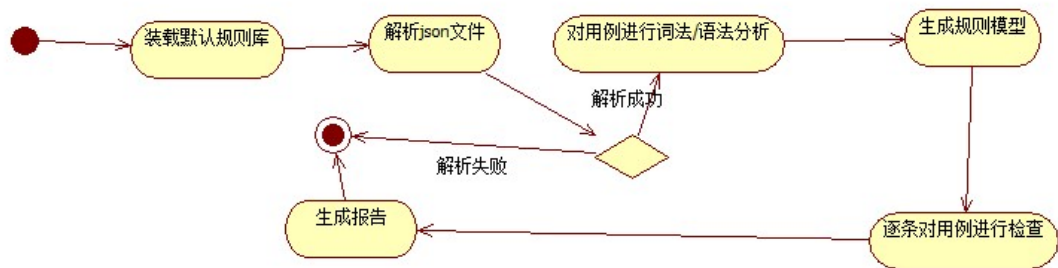 装载默认规则库
解析json文件
对用例进行词法/语法分析
生成规则模型
解析成功
解析失败
生成报告
逐条对用例进行检查